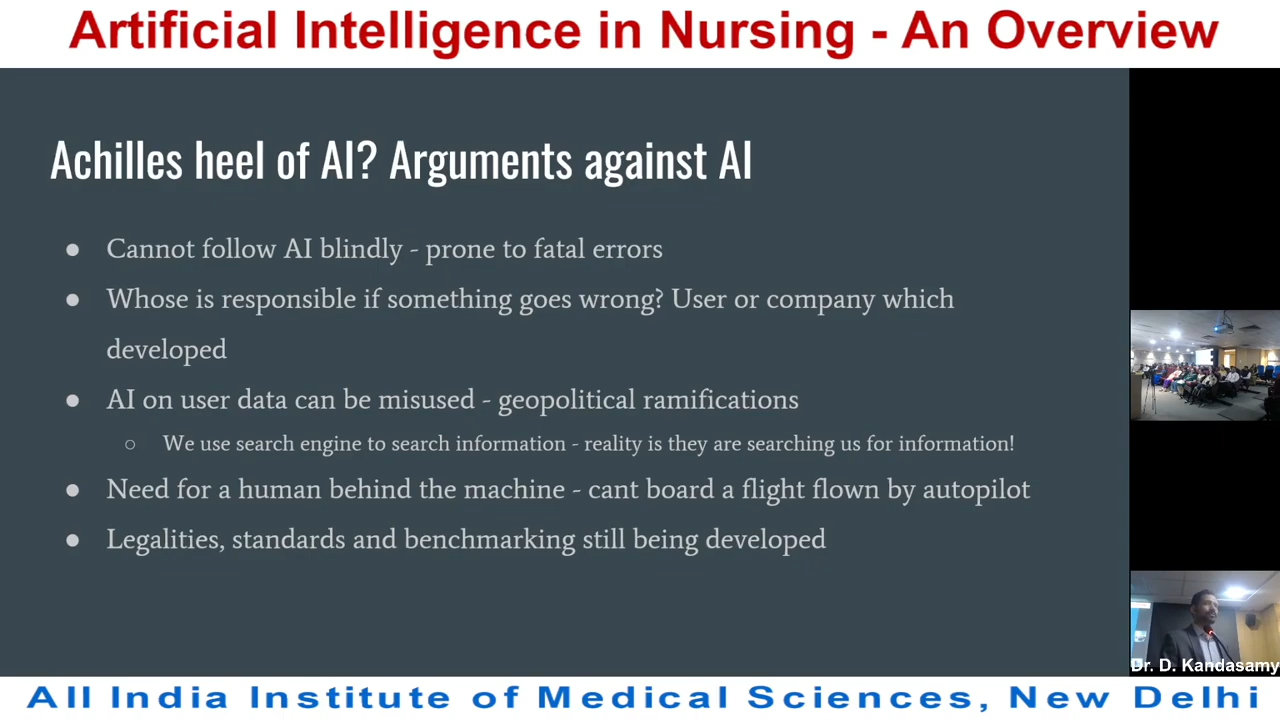 Artificial Intelligence in Nursing - An Overview
Achilles heel of AI? Arguments against AI
● Cannot follow AI blindly - prone to fatal errors
● Whose is responsible if something goes wrong? User or company which
developed
● AI on user data can be misused - geopolitical ramifications
○ We use search engine to search information - reality is they are searching us for information!
● Need for a human behind the machine - cant board a flight flown by autopilot
● Legalities, standards and benchmarking still being developed
Dr. D. Kandasamy
All India Institute of Medical Sciences, New Delhi